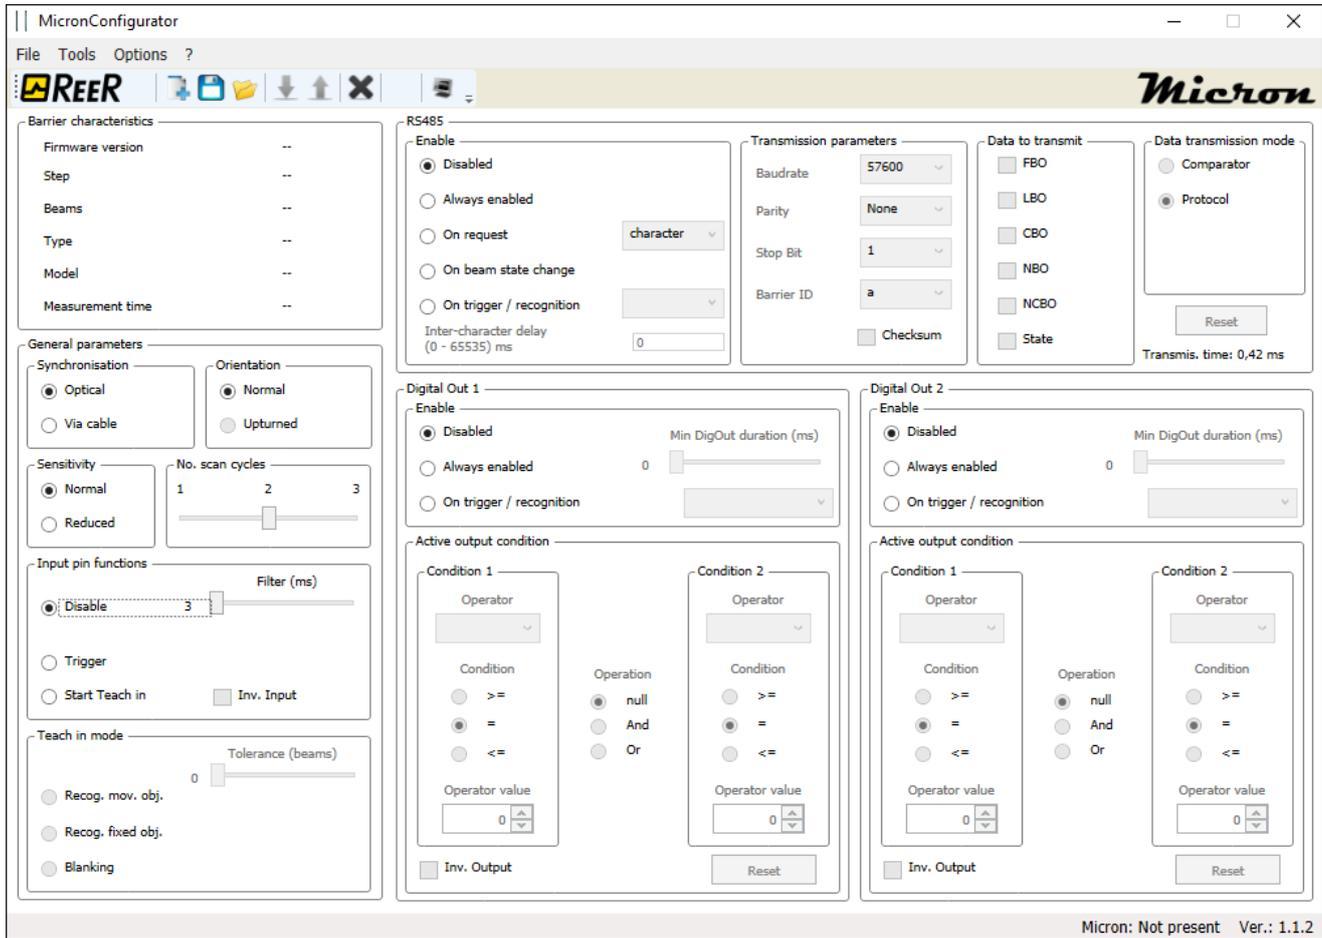 MicronConfigurator
File Tools Options ?
REER
Micron
Barrier characteristics
Firmware version --
Step --
Beams --
Type --
Model --
Measurement time --
General parameters
Synchronisation
Optical
Via cable
Orientation
Normal
Upturned
Sensitivity
Normal
Reduced
No. scan cycles
1 2 3
Input pin functions
Filter (ms)
Disable 3
Trigger
Start Teach in Inv. Input
Teach in mode
Tolerance (beams)
0
Recog. mov. obj.
Recog. fixed obj.
Blanking
RS485
Enable
Disabled
Always enabled
On request character
On beam state change
On trigger / recognition
Inter-character delay
(0 - 65535) ms 0
Transmission parameters
Baudrate 57600
Parity None
Stop Bit 1
Barrier ID a
Checksum
Data to transmit
FBO
LBO
CBO
NBO
NCBO
State
Data transmission mode
Comparator
Protocol
Reset
Transmis. time: 0,42 ms
Digital Out 1
Enable
Disabled
Min DigOut duration (ms)
Always enabled 0
On trigger / recognition
Active output condition
Condition 1
Operator
Condition
>=
=
<=
Operator value
0
Operation
null
And
Or
Condition 2
Operator
Condition
>=
=
<=
Operator value
0
Inv. Output
Reset
Digital Out 2
Enable
Disabled
Min DigOut duration (ms)
Always enabled 0
On trigger / recognition
Active output condition
Condition 1
Operator
Condition
>=
=
<=
Operator value
0
Operation
null
And
Or
Condition 2
Operator
Condition
>=
=
<=
Operator value
0
Inv. Output
Reset
Micron: Not present Ver.: 1.1.2